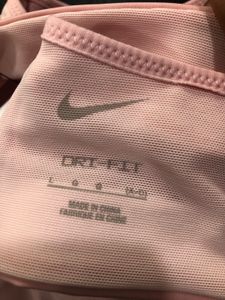 DRI-FIT
L G G (A-D)
MADE IN CHINA
FABRIQUÉ EN CHINE